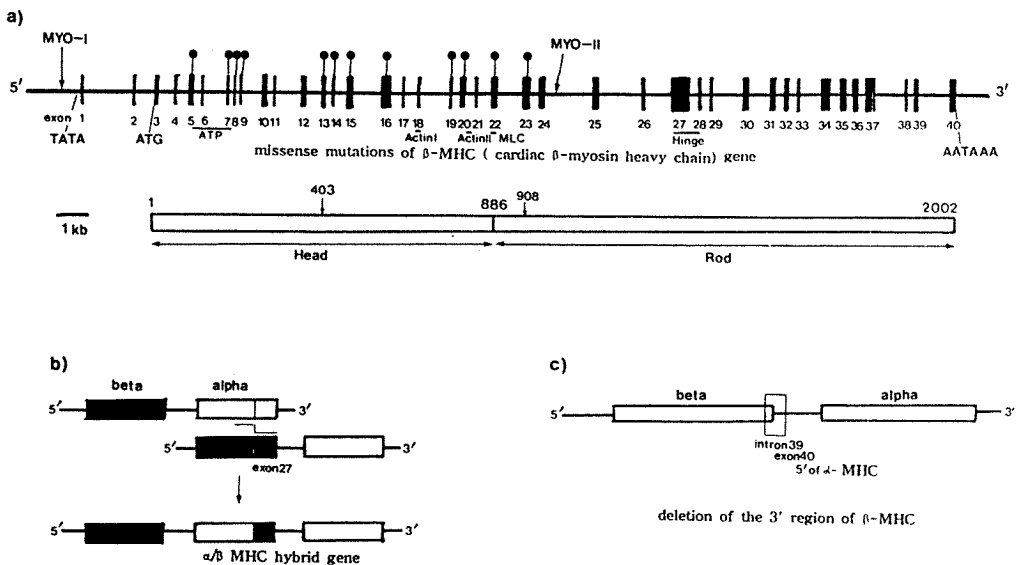 a)
MYO-I
MYO-II
5′
3′
exon 1 2 3 4 5 6 7 8 9 10 11 12 13 14 15 16 17 18 19 20 21 22 23 24 25 26 27 28 29 30 31 32 33 34 35 36 37 38 39 40
TATA
ATG
ATP
ActinI
ActinII
MLC
Hinge
AATAAA
missense mutations of β-MHC ( cardiac β-myosin heavy chain) gene
1 kb
1
403
886
908
2002
Head
Rod
b)
beta alpha
5′ 3′
5′ 3′
exon27
5′ 3′
α/β MHC hybrid gene
c)
beta alpha
5′ 3′
intron39
exon40
5′ of α- MHC
deletion of the 3′ region of β-MHC